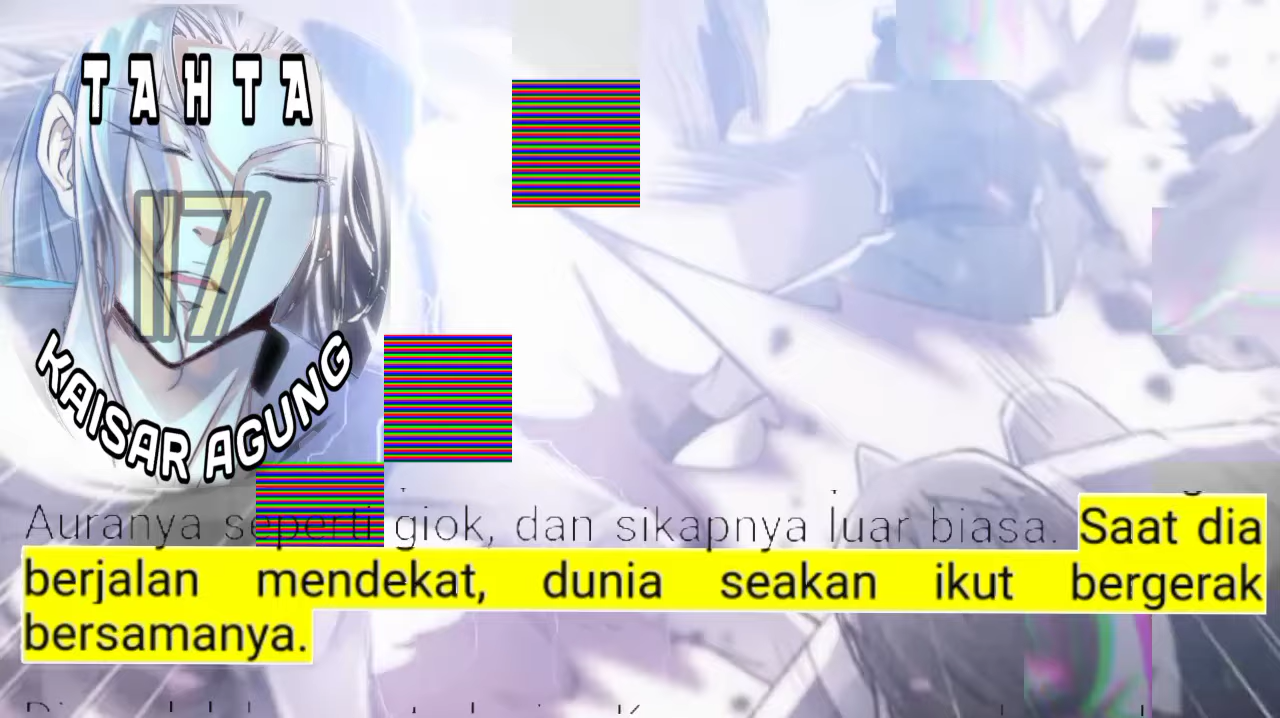 TAHTA
17
KAISAR AGUNG
Auranya seperti giok, dan sikapnya luar biasa. Saat dia
berjalan mendekat, dunia seakan ikut bergerak
bersamanya.